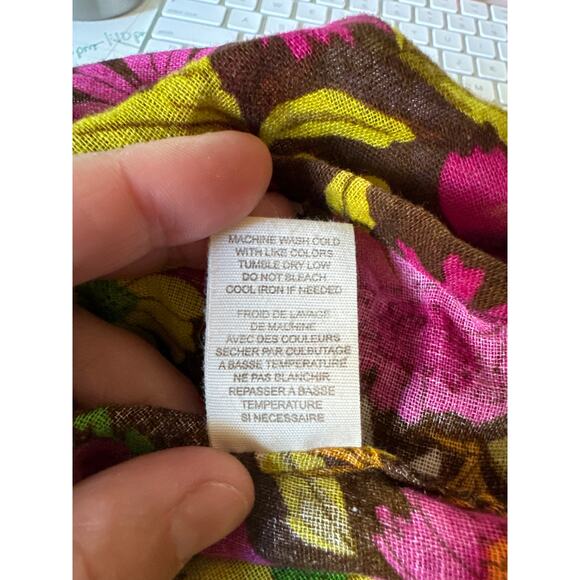 MACHINE WASH COLD
WITH LIKE COLORS
TUMBLE DRY LOW
DO NOT BLEACH
COOL IRON IF NEEDED
FROID DE LAVAGE
DE MACHINE
AVEC DES COULEURS
SECHER PAR CULBUTAGE
A BASSE TEMPERATURE
NE PAS BLANCHIR
REPASSER A BASSE
TEMPERATURE
SI NECESSAIRE